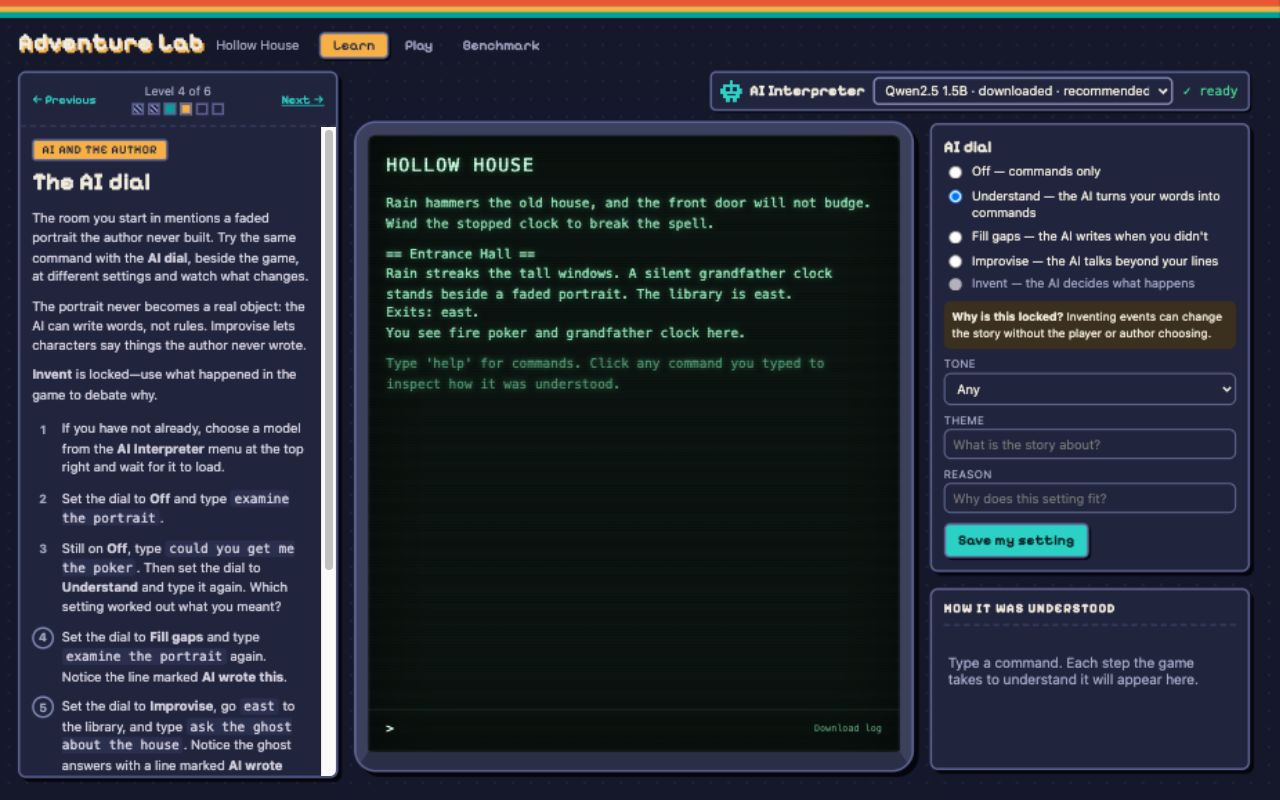 Adventure Lab Hollow House Learn Play Benchmark
← Previous
Level 4 of 6
Next →
AI Interpreter
Qwen2.5 1.5B · downloaded · recommended
✓ ready
AI AND THE AUTHOR
The AI dial
The room you start in mentions a faded
portrait the author never built. Try the same
command with the AI dial, beside the game,
at different settings and watch what changes.
The portrait never becomes a real object: the
AI can write words, not rules. Improvise lets
characters say things the author never wrote.
Invent is locked—use what happened in the
game to debate why.
1 If you have not already, choose a model
from the AI Interpreter menu at the top
right and wait for it to load.
2 Set the dial to Off and type examine
the portrait.
3 Still on Off, type could you get me
the poker. Then set the dial to
Understand and type it again. Which
setting worked out what you meant?
4 Set the dial to Fill gaps and type
examine the portrait again.
Notice the line marked AI wrote this.
5 Set the dial to Improvise, go east to
the library, and type ask the ghost
about the house. Notice the ghost
answers with a line marked AI wrote
HOLLOW HOUSE
Rain hammers the old house, and the front door will not budge.
Wind the stopped clock to break the spell.
== Entrance Hall ==
Rain streaks the tall windows. A silent grandfather clock
stands beside a faded portrait. The library is east.
Exits: east.
You see fire poker and grandfather clock here.
Type 'help' for commands. Click any command you typed to
inspect how it was understood.
>
Download log
AI dial
Off — commands only
Understand — the AI turns your words into
commands
Fill gaps — the AI writes when you didn't
Improvise — the AI talks beyond your lines
Invent — the AI decides what happens
Why is this locked? Inventing events can change
the story without the player or author choosing.
TONE
Any
THEME
What is the story about?
REASON
Why does this setting fit?
Save my setting
HOW IT WAS UNDERSTOOD
Type a command. Each step the game
takes to understand it will appear here.